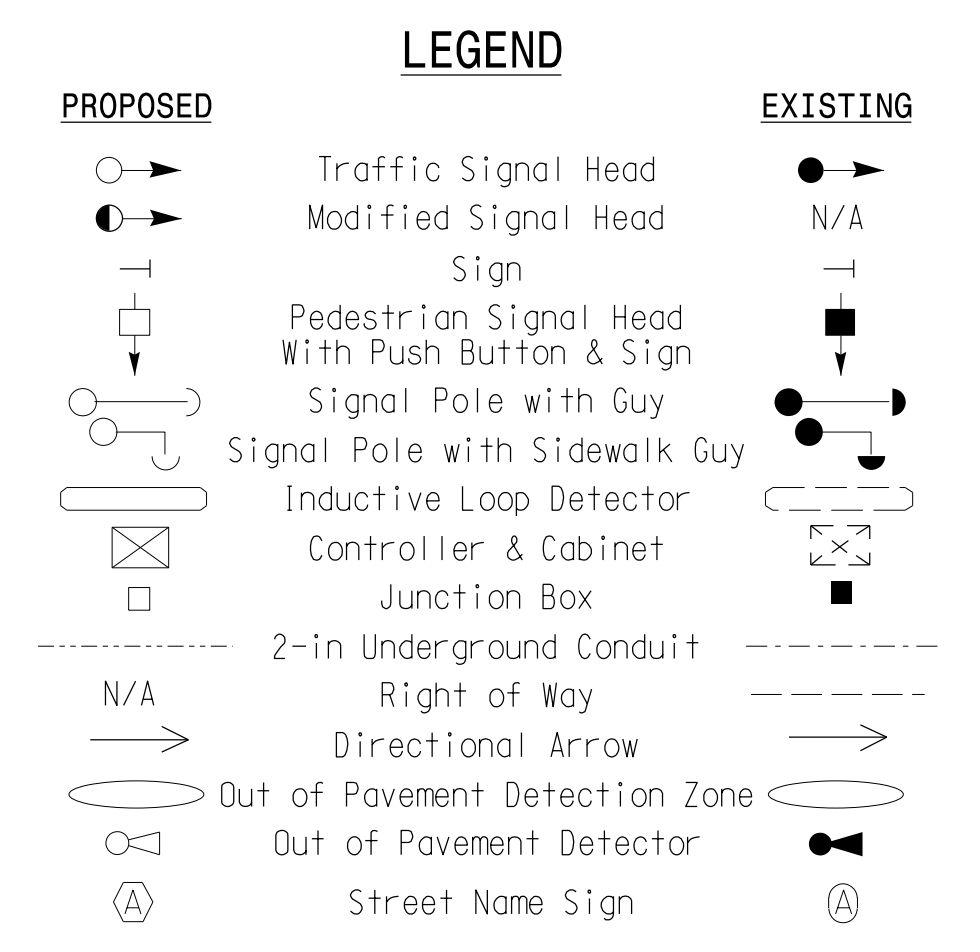 LEGEND
PROPOSED EXISTING
Traffic Signal Head
Modified Signal Head N/A
Sign
Pedestrian Signal Head
With Push Button & Sign
Signal Pole with Guy
Signal Pole with Sidewalk Guy
Inductive Loop Detector
Controller & Cabinet
Junction Box
2-in Underground Conduit
N/A Right of Way
Directional Arrow
Out of Pavement Detection Zone
Out of Pavement Detector
A Street Name Sign A